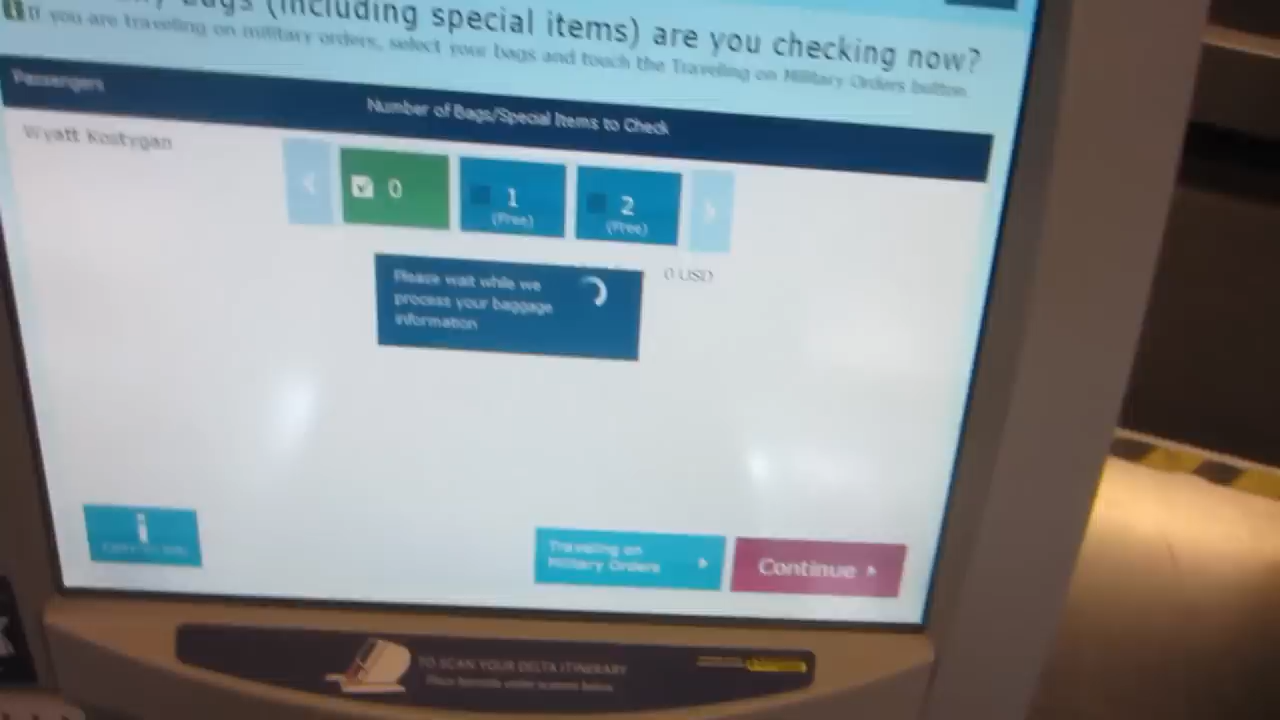 Bags (including special items) are you checking now?
If you are traveling on military orders, select your bags and touch the Traveling on Military Orders button.
Passengers
Number of Bags/Special Items to Check
Wyatt Kostygan
0
1
(Free)
2
(Free)
Please wait while we
process your baggage
information
0 USD
Traveling on
Military Orders
Continue
TO SCAN YOUR DELTA ITINERARY